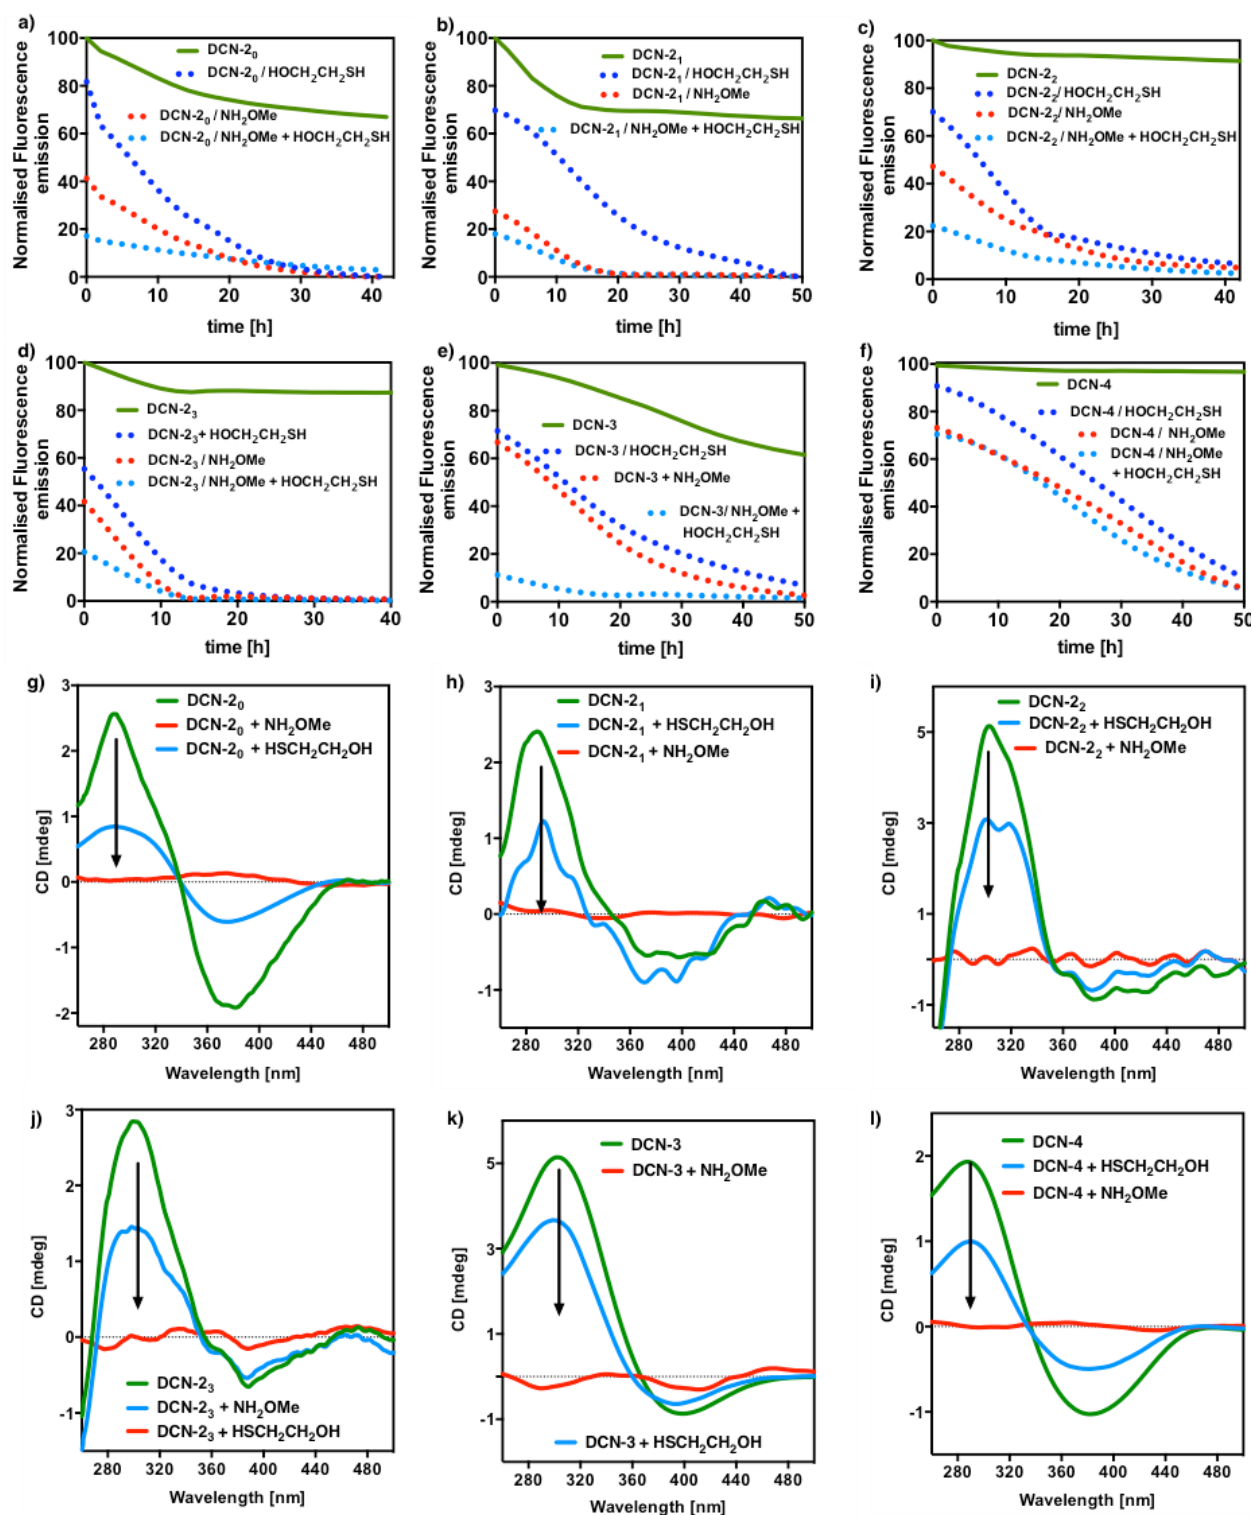 a)
Normalised Fluorescence
emission
100
80
60
40
20
0
DCN-2₀
DCN-2₀ / HOCH₂CH₂SH
DCN-2₀ / NH₂OMe
DCN-2₀ / NH₂OMe + HOCH₂CH₂SH
0 10 20 30 40
time [h]
b)
Normalised Fluorescence
emission
100
80
60
40
20
0
DCN-2₁
DCN-2₁ / HOCH₂CH₂SH
DCN-2₁ / NH₂OMe
DCN-2₁ / NH₂OMe + HOCH₂CH₂SH
0 10 20 30 40 50
time [h]
c)
Normalised Fluorescence
emission
100
80
60
40
20
0
DCN-2₂
DCN-2₂/ HOCH₂CH₂SH
DCN-2₂/ NH₂OMe
DCN-2₂ / NH₂OMe + HOCH₂CH₂SH
0 10 20 30 40
time [h]
d)
Normalised Fluorescence
emission
100
80
60
40
20
0
DCN-2₃
DCN-2₃ + HOCH₂CH₂SH
DCN-2₃ / NH₂OMe
DCN-2₃ / NH₂OMe + HOCH₂CH₂SH
0 10 20 30 40
time [h]
e)
Normalised Fluorescence
emission
100
80
60
40
20
0
DCN-3
DCN-3 / HOCH₂CH₂SH
DCN-3 + NH₂OMe
DCN-3/ NH₂OMe +
HOCH₂CH₂SH
0 10 20 30 40 50
time [h]
f)
Normalised Fluorescence
emission
100
80
60
40
20
0
DCN-4
DCN-4 / HOCH₂CH₂SH
DCN-4 / NH₂OMe
DCN-4 / NH₂OMe
+ HOCH₂CH₂SH
0 10 20 30 40 50
time [h]
g)
CD [mdeg]
3
2
1
0
-1
-2
DCN-2₀
DCN-2₀ + NH₂OMe
DCN-2₀ + HSCH₂CH₂OH
280 320 360 400 440 480
Wavelength [nm]
h)
CD [mdeg]
3
2
1
0
-1
DCN-2₁
DCN-2₁ + HSCH₂CH₂OH
DCN-2₁ + NH₂OMe
280 320 360 400 440 480
Wavelength [nm]
i)
CD [mdeg]
5
3
1
-1
DCN-2₂
DCN-2₂ + HSCH₂CH₂OH
DCN-2₂ + NH₂OMe
280 320 360 400 440 480
Wavelength [nm]
j)
CD [mdeg]
3
2
1
0
-1
DCN-2₃
DCN-2₃ + NH₂OMe
DCN-2₃ + HSCH₂CH₂OH
280 320 360 400 440 480
Wavelength [nm]
k)
CD [mdeg]
5
3
1
-1
DCN-3
DCN-3 + NH₂OMe
DCN-3 + HSCH₂CH₂OH
280 320 360 400 440 480
Wavelength [nm]
l)
CD [mdeg]
3
2
1
0
-1
DCN-4
DCN-4 + HSCH₂CH₂OH
DCN-4 + NH₂OMe
280 320 360 400 440 480
Wavelength [nm]